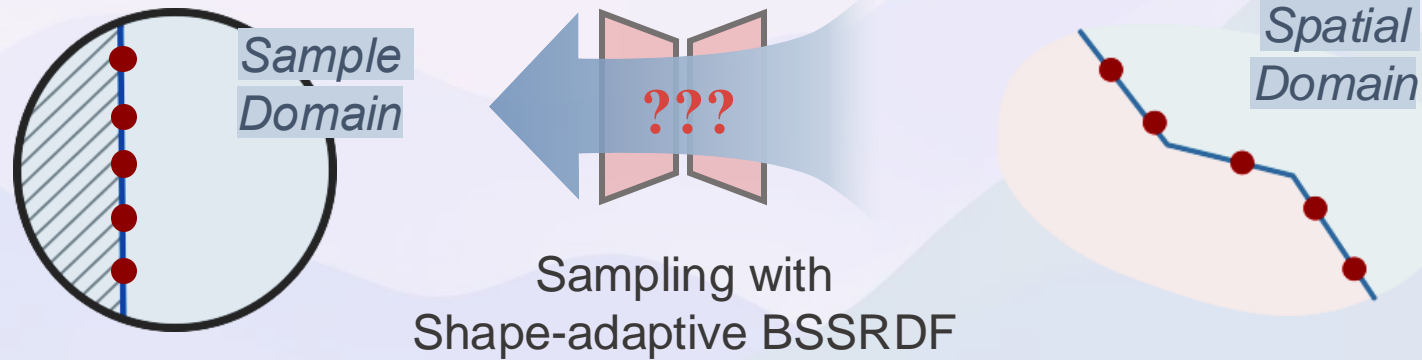 Sample
Domain
???
Spatial
Domain
Sampling with
Shape-adaptive BSSRDF